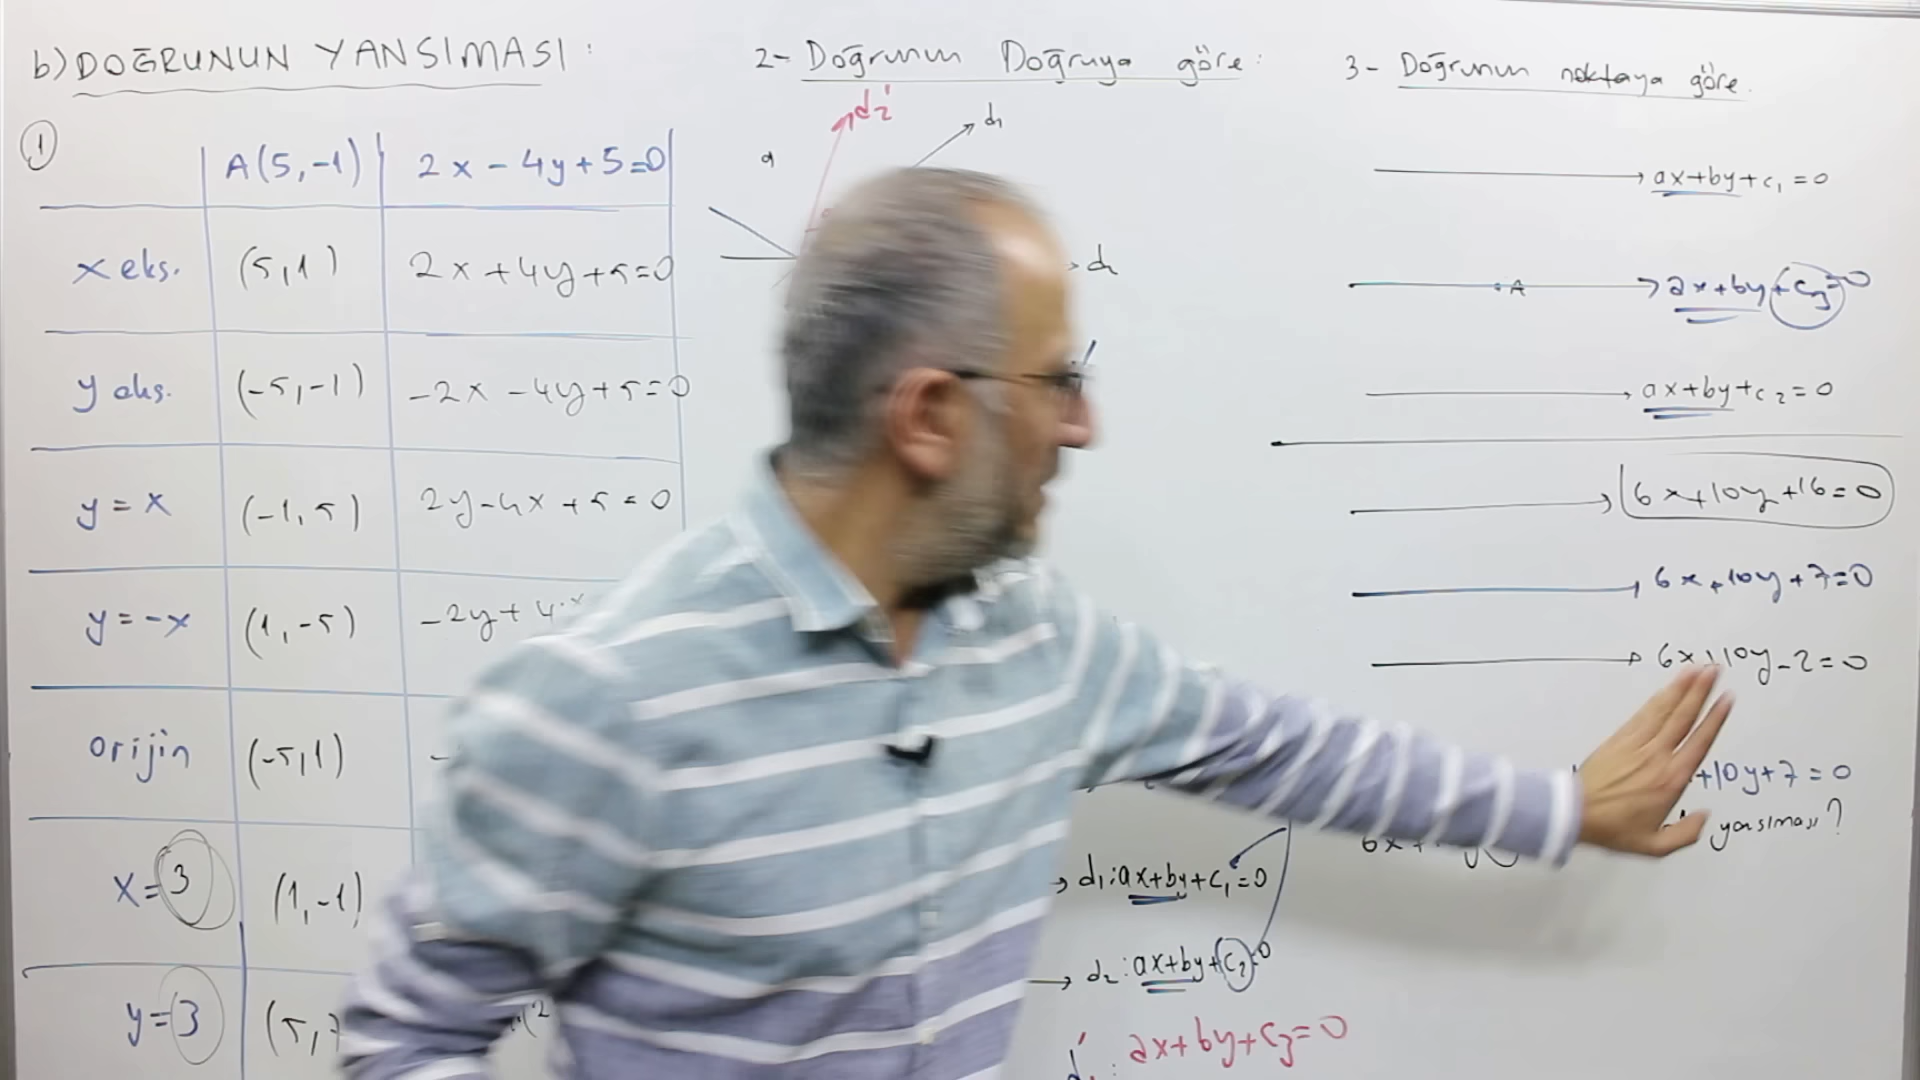 b) DOĞRUNUN YANSIMASI :
1
A(5,-1) 2x-4y+5=0
x eks. (5,1) 2x+4y+5=0
y eks. (-5,-1) -2x-4y+5=0
y=x (-1,5) 2y-4x+5=0
y=-x (1,-5) -2y+4x
orijin (-5,1) -
x=3 (1,-1)
y=3 (5,7
2- Doğrunun Doğruya göre :
d₂' d₁
d₁: ax+by+c₁=0
d₂: ax+by+c₂=0
ax+by+c₃=0
3- Doğrunun noktaya göre.
ax+by+c₁=0
A ax+by+c₃=0
ax+by+c₂=0
6x+10y+16=0
6x+10y+7=0
6x+10y-2=0
+10y+7=0
yansıması?